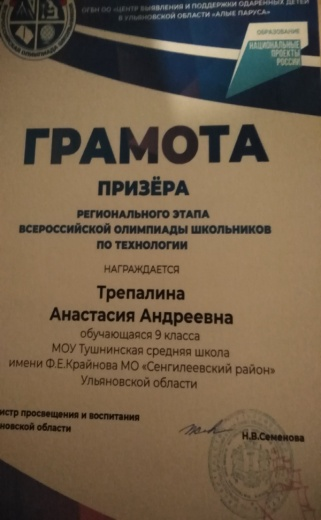 ОГБН ОО «ЦЕНТР ВЫЯВЛЕНИЯ И ПОДДЕРЖКИ ОДАРЕННЫХ ДЕТЕЙ
В УЛЬЯНОВСКОЙ ОБЛАСТИ «АЛЫЕ ПАРУСА»
ОБРАЗОВАНИЕ
НАЦИОНАЛЬНЫЕ
ПРОЕКТЫ
РОССИИ
ГРАМОТА
ПРИЗЁРА
РЕГИОНАЛЬНОГО ЭТАПА
ВСЕРОССИЙСКОЙ ОЛИМПИАДЫ ШКОЛЬНИКОВ
ПО ТЕХНОЛОГИИ
НАГРАЖДАЕТСЯ
Трепалина
Анастасия Андреевна
обучающаяся 9 класса
МОУ Тушнинская средняя школа
имени Ф.Е.Крайнова МО «Сенгилеевский район»
Ульяновской области
истр просвещения и воспитания
новской области
Н.В.Семенова